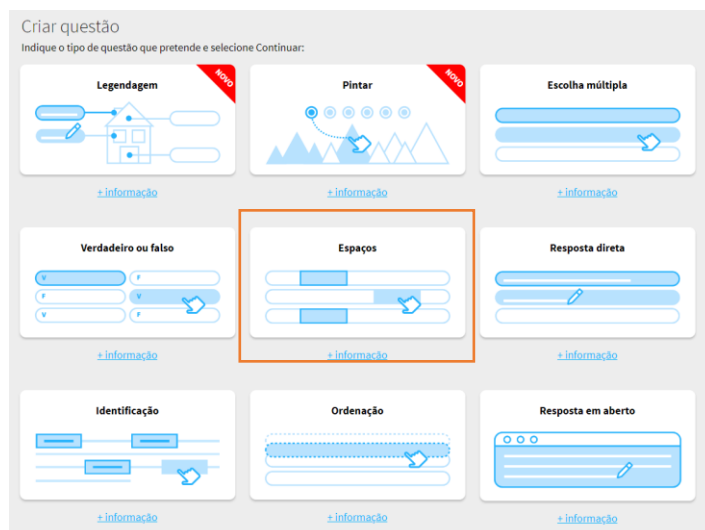 Criar questão
Indique o tipo de questão que pretende e selecione Continuar:
Legendagem
NOVO
Pintar
NOVO
Escolha múltipla
+ informação
+ informação
+ informação
Verdadeiro ou falso
V
F
F
V
V
F
Espaços
Resposta direta
+ informação
+ informação
+ informação
Identificação
Ordenação
Resposta em aberto
+ informação
+ informação
+ informação